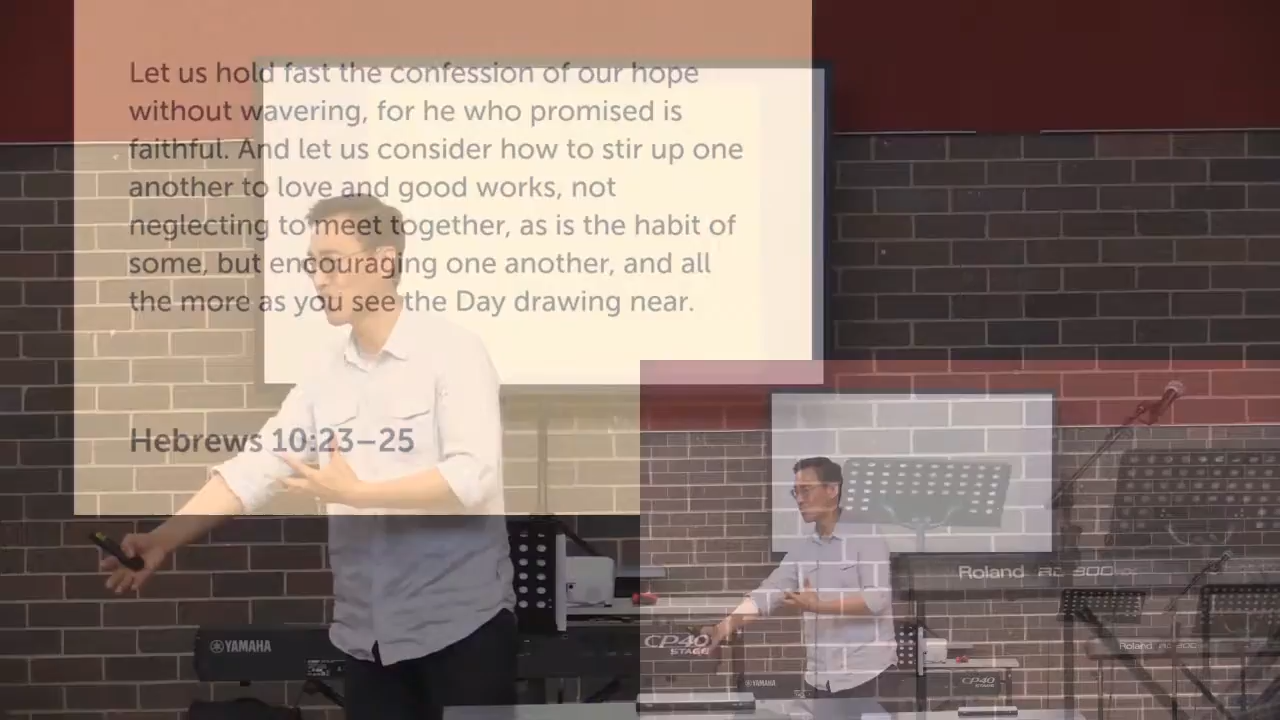 Let us hold fast the confession of our hope
without wavering, for he who promised is
faithful. And let us consider how to stir up one
another to love and good works, not
neglecting to meet together, as is the habit of
some, but encouraging one another, and all
the more as you see the Day drawing near.
Hebrews 10:23–25
Roland
YAMAHA
CP40
STAGE
Roland
YAMAHA
CP40